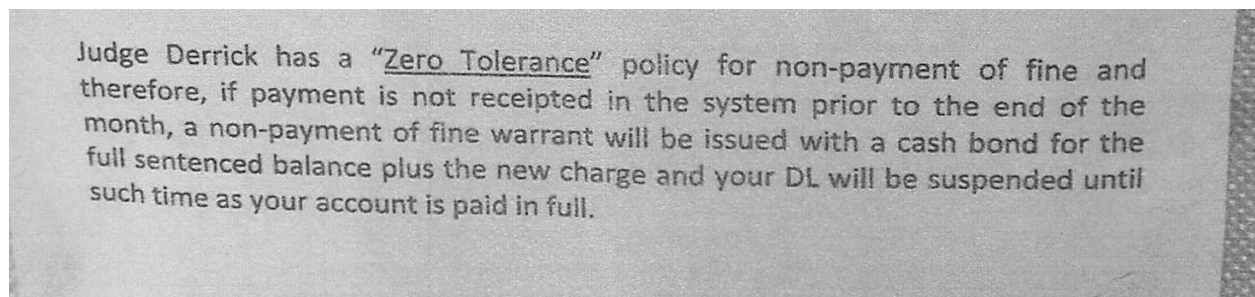 Judge Derrick has a “Zero Tolerance” policy for non-payment of fine and
therefore, if payment is not receipted in the system prior to the end of the
month, a non-payment of fine warrant will be issued with a cash bond for the
full sentenced balance plus the new charge and your DL will be suspended until
such time as your account is paid in full.